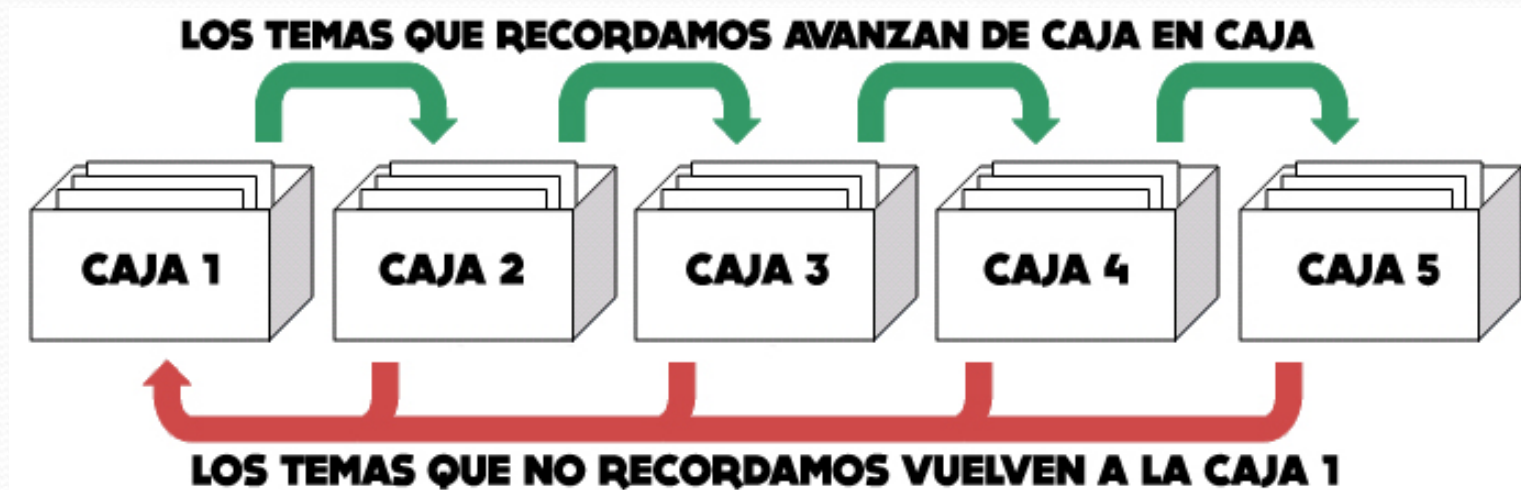 LOS TEMAS QUE RECORDAMOS AVANZAN DE CAJA EN CAJA
CAJA 1
CAJA 2
CAJA 3
CAJA 4
CAJA 5
LOS TEMAS QUE NO RECORDAMOS VUELVEN A LA CAJA 1